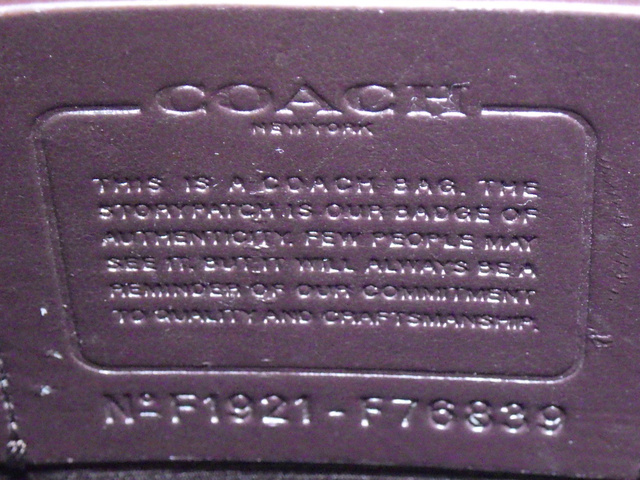 COACH
NEW YORK
THIS IS A COACH BAG. THE
STORYPATCH IS OUR BADGE OF
AUTHENTICITY. FEW PEOPLE MAY
SEE IT. BUT IT WILL ALWAYS BE A
REMINDER OF OUR COMMITMENT
TO QUALITY AND CRAFTSMANSHIP.
Nº F1921-F76839